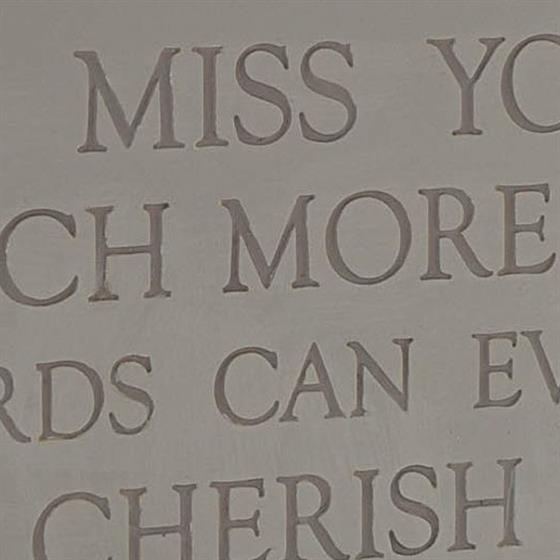 MISS YO
CH MORE
RDS CAN EV
CHERISH